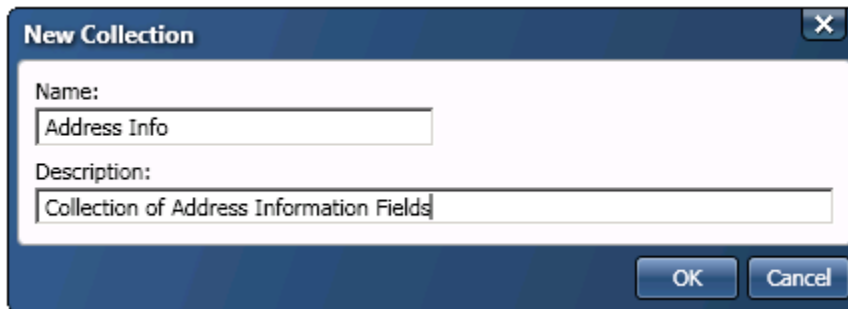 New Collection
Name:
Address Info
Description:
Collection of Address Information Fields
OK Cancel